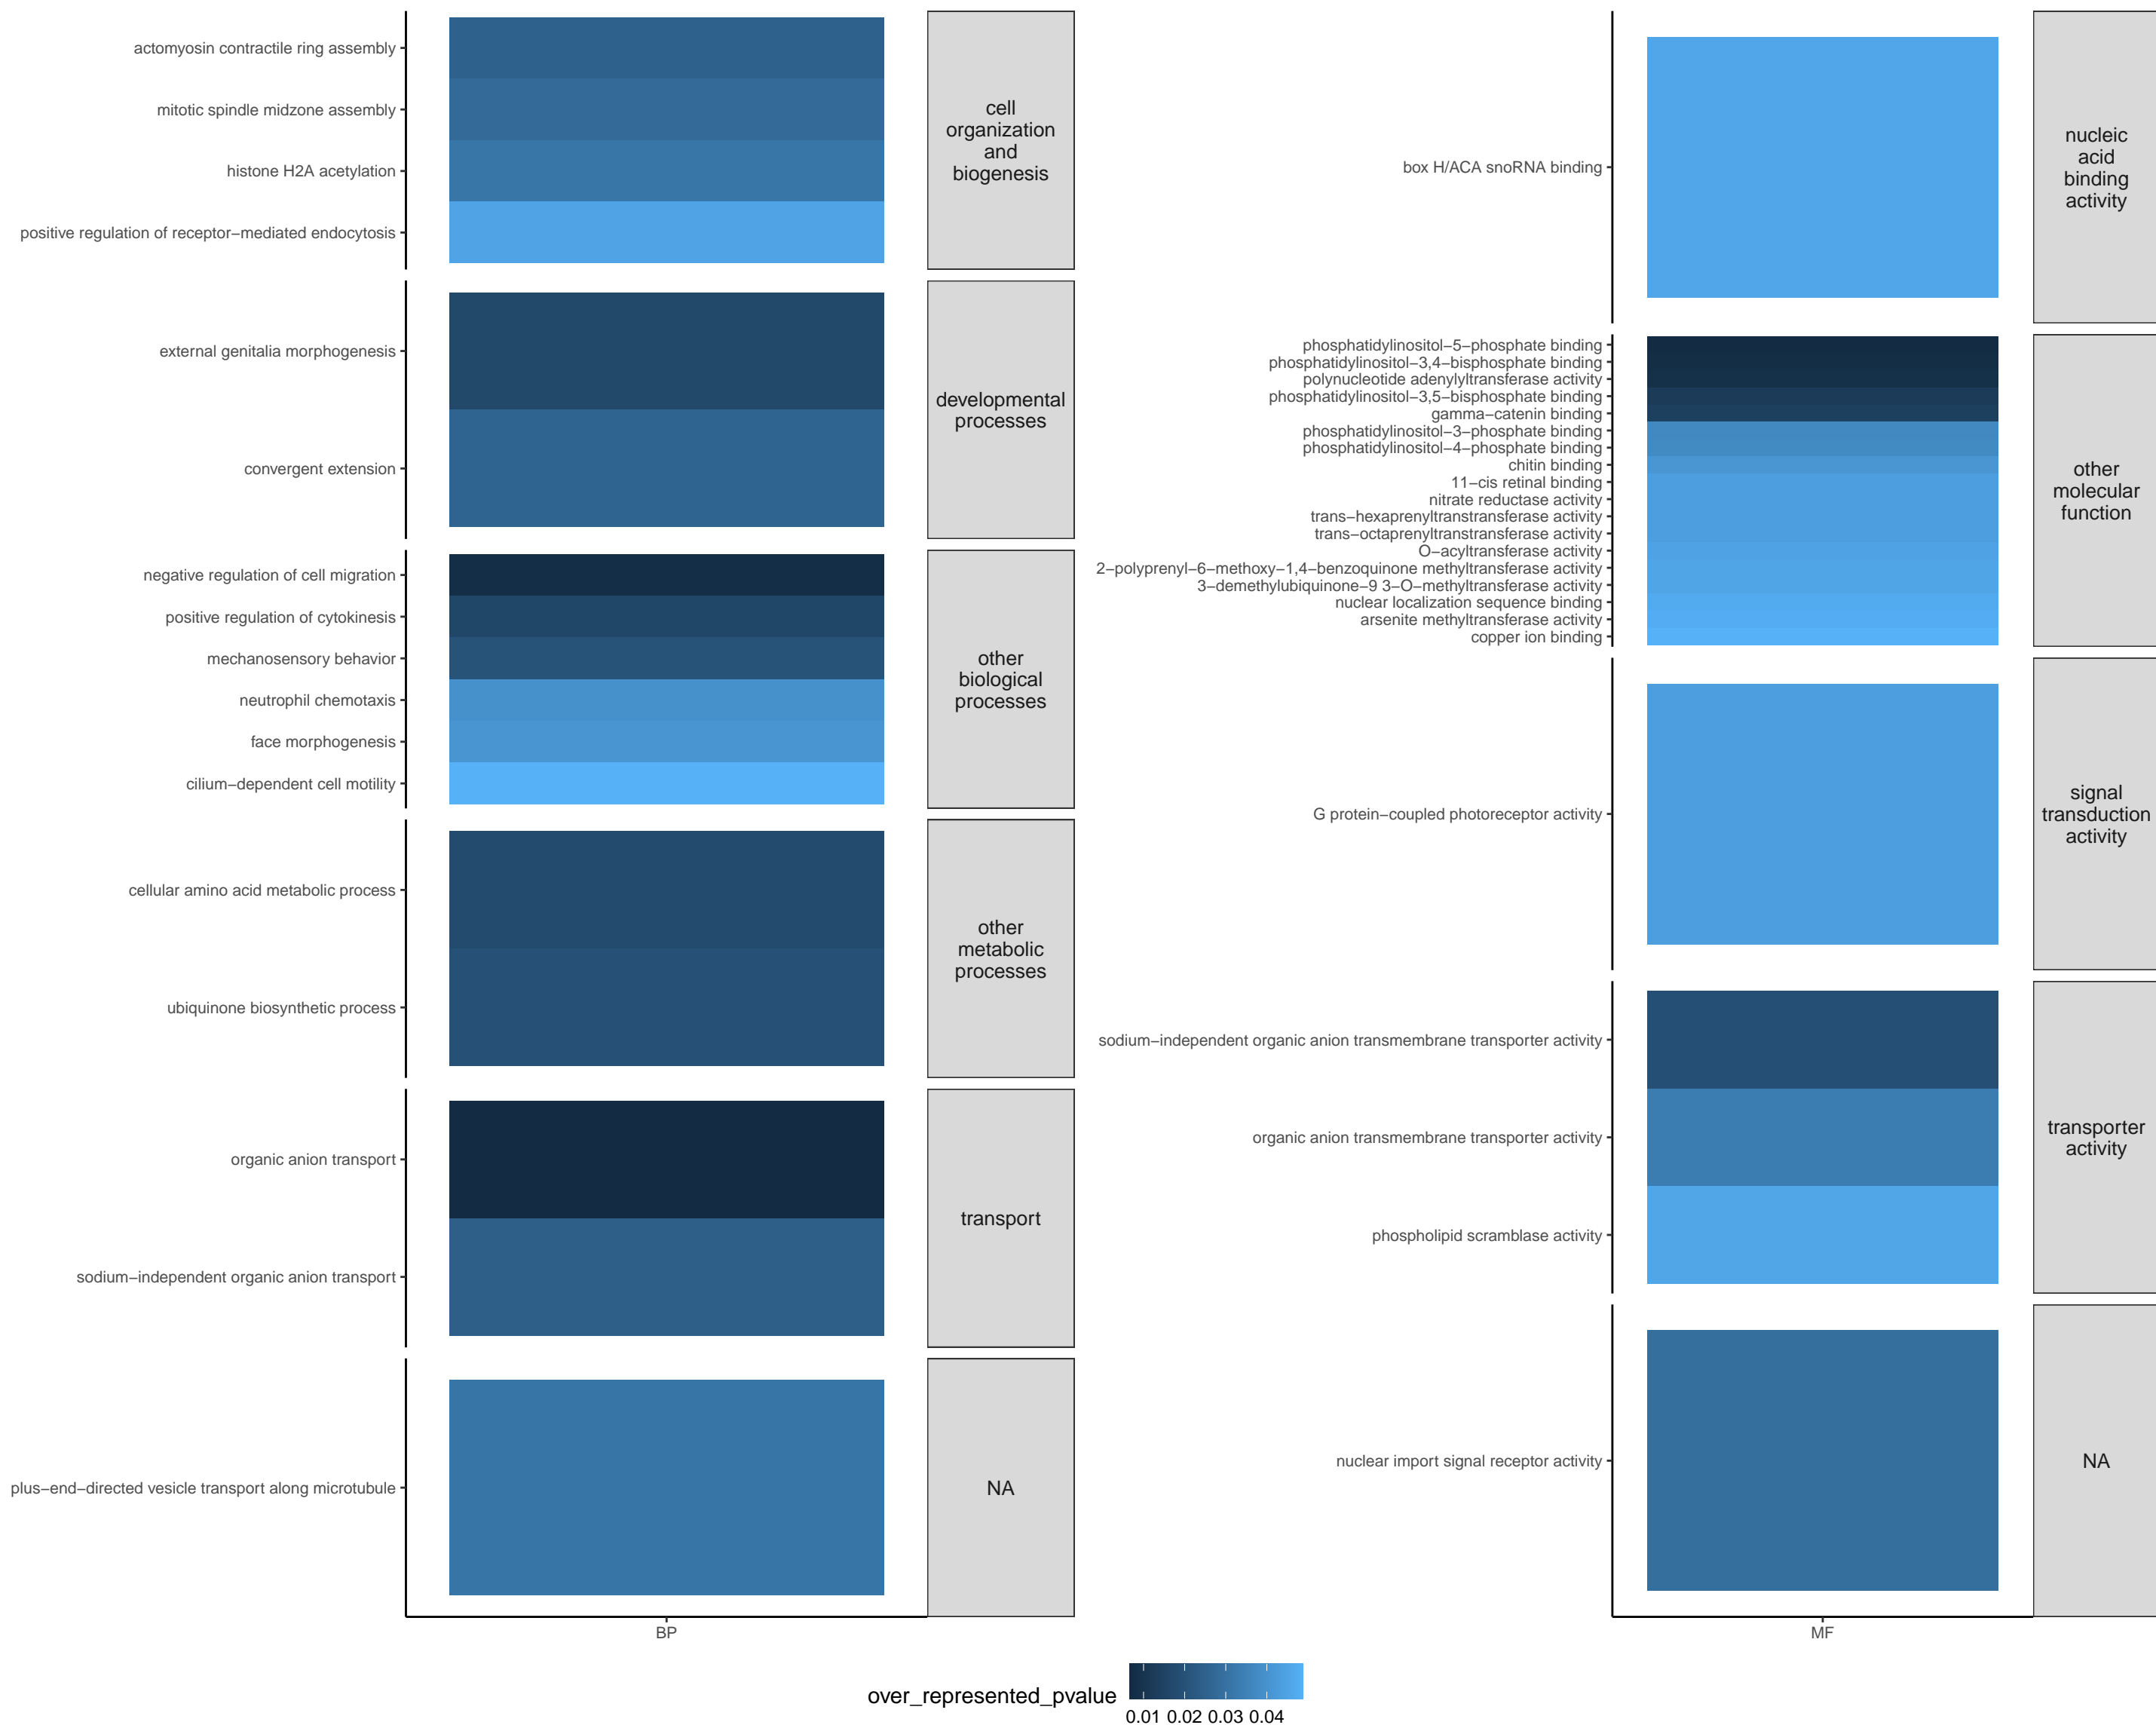 actomyosin contractile ring assembly
mitotic spindle midzone assembly
histone H2A acetylation
positive regulation of receptor−mediated endocytosis
cell
organization
and
biogenesis
external genitalia morphogenesis
convergent extension
developmental
processes
negative regulation of cell migration
positive regulation of cytokinesis
mechanosensory behavior
neutrophil chemotaxis
face morphogenesis
cilium−dependent cell motility
other
biological
processes
cellular amino acid metabolic process
ubiquinone biosynthetic process
other
metabolic
processes
organic anion transport
sodium−independent organic anion transport
transport
plus−end−directed vesicle transport along microtubule
NA
BP
box H/ACA snoRNA binding
nucleic
acid
binding
activity
phosphatidylinositol−5−phosphate binding
phosphatidylinositol−3,4−bisphosphate binding
polynucleotide adenylyltransferase activity
phosphatidylinositol−3,5−bisphosphate binding
gamma−catenin binding
phosphatidylinositol−3−phosphate binding
phosphatidylinositol−4−phosphate binding
chitin binding
11−cis retinal binding
nitrate reductase activity
trans−hexaprenyltranstransferase activity
trans−octaprenyltranstransferase activity
O−acyltransferase activity
2−polyprenyl−6−methoxy−1,4−benzoquinone methyltransferase activity
3−demethylubiquinone−9 3−O−methyltransferase activity
nuclear localization sequence binding
arsenite methyltransferase activity
copper ion binding
other
molecular
function
G protein−coupled photoreceptor activity
signal
transduction
activity
sodium−independent organic anion transmembrane transporter activity
organic anion transmembrane transporter activity
phospholipid scramblase activity
transporter
activity
nuclear import signal receptor activity
NA
MF
over_represented_pvalue
0.01 0.02 0.03 0.04